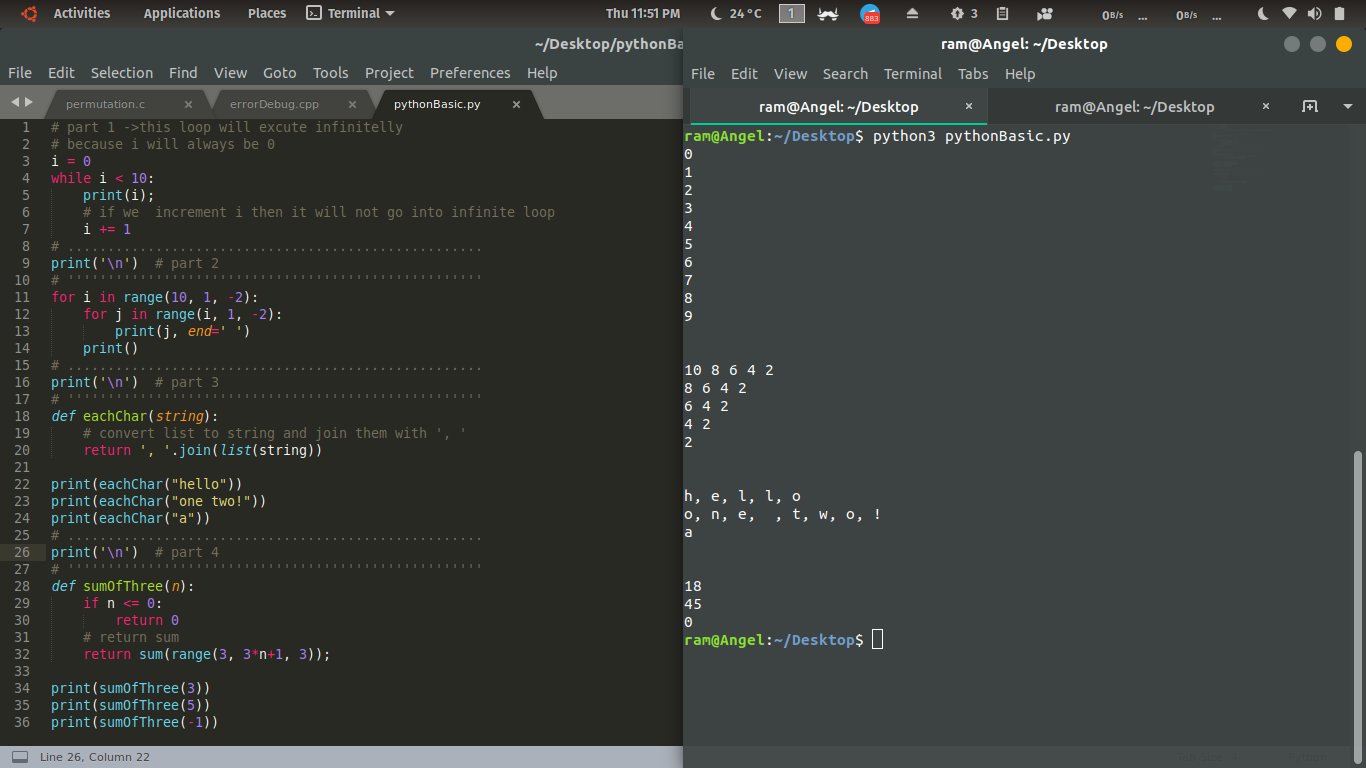 Activities Applications Places Terminal Thu 11:51 PM 24 °C 1 883 3 0 B/s ... 0 B/s ...
~/Desktop/pythonBa
File Edit Selection Find View Goto Tools Project Preferences Help
permutation.c × errorDebug.cpp × pythonBasic.py ×
1 # part 1 ->this loop will excute infinitelly
2 # because i will always be 0
3 i = 0
4 while i < 10:
5     print(i);
6     # if we  increment i then it will not go into infinite loop
7     i += 1
8 # ....................................................
9 print('\n')  # part 2
10 # ''''''''''''''''''''''''''''''''''''''''''''''''''''
11 for i in range(10, 1, -2):
12     for j in range(i, 1, -2):
13         print(j, end=' ')
14     print()
15 # ....................................................
16 print('\n')  # part 3
17 # ''''''''''''''''''''''''''''''''''''''''''''''''''''
18 def eachChar(string):
19     # convert list to string and join them with ', '
20     return ', '.join(list(string))
21
22 print(eachChar("hello"))
23 print(eachChar("one two!"))
24 print(eachChar("a"))
25 # ....................................................
26 print('\n')  # part 4
27 # ''''''''''''''''''''''''''''''''''''''''''''''''''''
28 def sumOfThree(n):
29     if n <= 0:
30         return 0
31     # return sum
32     return sum(range(3, 3*n+1, 3));
33
34 print(sumOfThree(3))
35 print(sumOfThree(5))
36 print(sumOfThree(-1))
Line 26, Column 22
ram@Angel: ~/Desktop
File Edit View Search Terminal Tabs Help
ram@Angel: ~/Desktop × ram@Angel: ~/Desktop ×
ram@Angel:~/Desktop$ python3 pythonBasic.py
0
1
2
3
4
5
6
7
8
9
10 8 6 4 2
8 6 4 2
6 4 2
4 2
2
h, e, l, l, o
o, n, e,  , t, w, o, !
a
18
45
0
ram@Angel:~/Desktop$